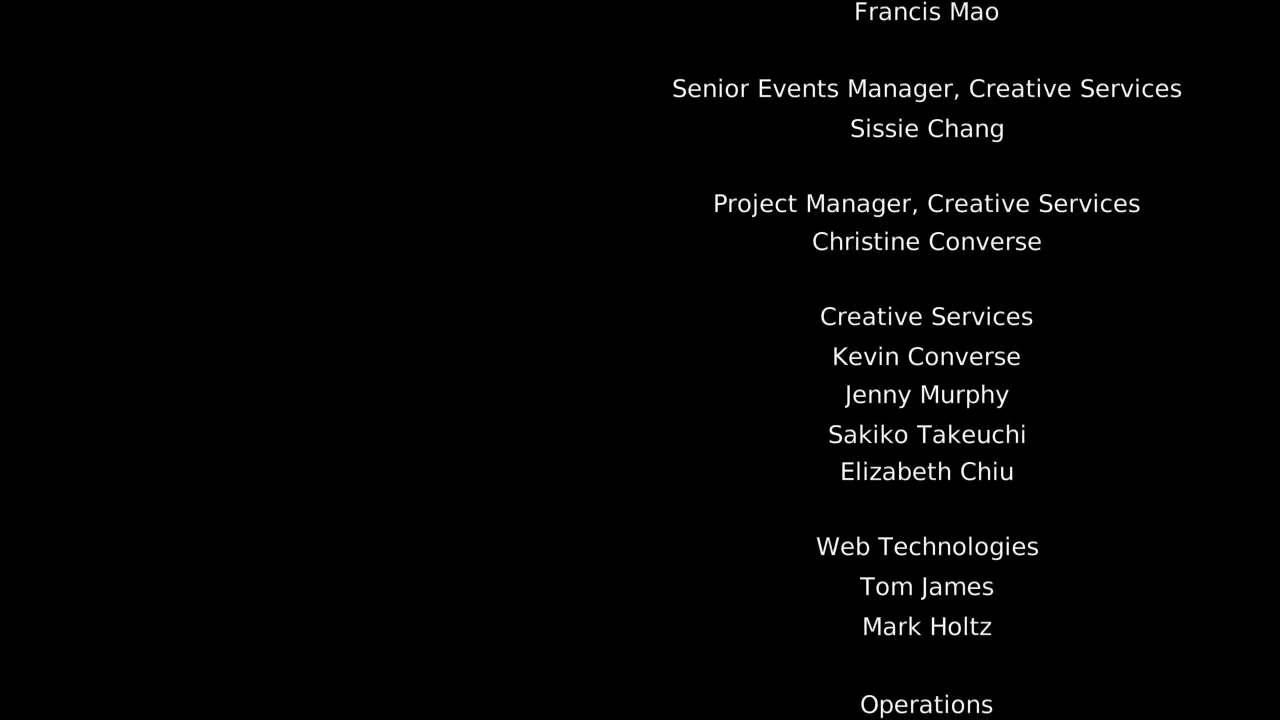 Francis Mao
Senior Events Manager, Creative Services
Sissie Chang
Project Manager, Creative Services
Christine Converse
Creative Services
Kevin Converse
Jenny Murphy
Sakiko Takeuchi
Elizabeth Chiu
Web Technologies
Tom James
Mark Holtz
Operations